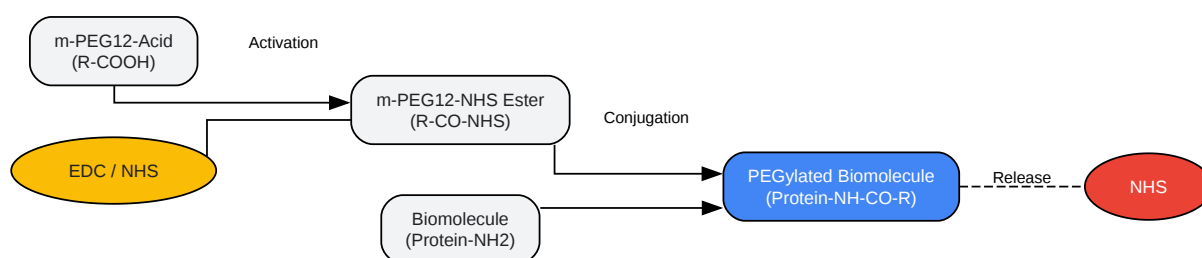 m-PEG12-Acid
(R-COOH)
Activation
EDC / NHS
m-PEG12-NHS Ester
(R-CO-NHS)
Conjugation
Biomolecule
(Protein-NH2)
PEGylated Biomolecule
(Protein-NH-CO-R)
Release
NHS